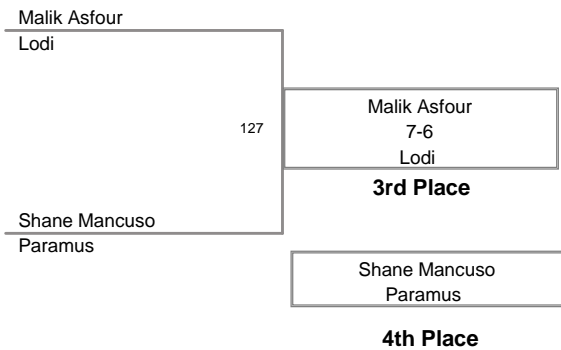 Malik Asfour
Lodi
127
Malik Asfour
7-6
Lodi
3rd Place
Shane Mancuso
Paramus
Shane Mancuso
Paramus
4th Place